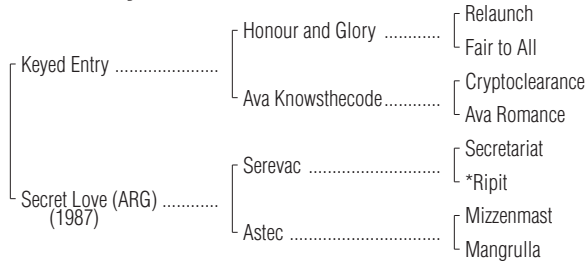 Relaunch
Honour and Glory ............
Fair to All
Keyed Entry ......................
Cryptoclearance
Ava Knowsthecode............
Ava Romance
Secretariat
Serevac ............................
*Ripit
Secret Love (ARG) ............
(1987)
Mizzenmast
Astec ................................
Mangrulla